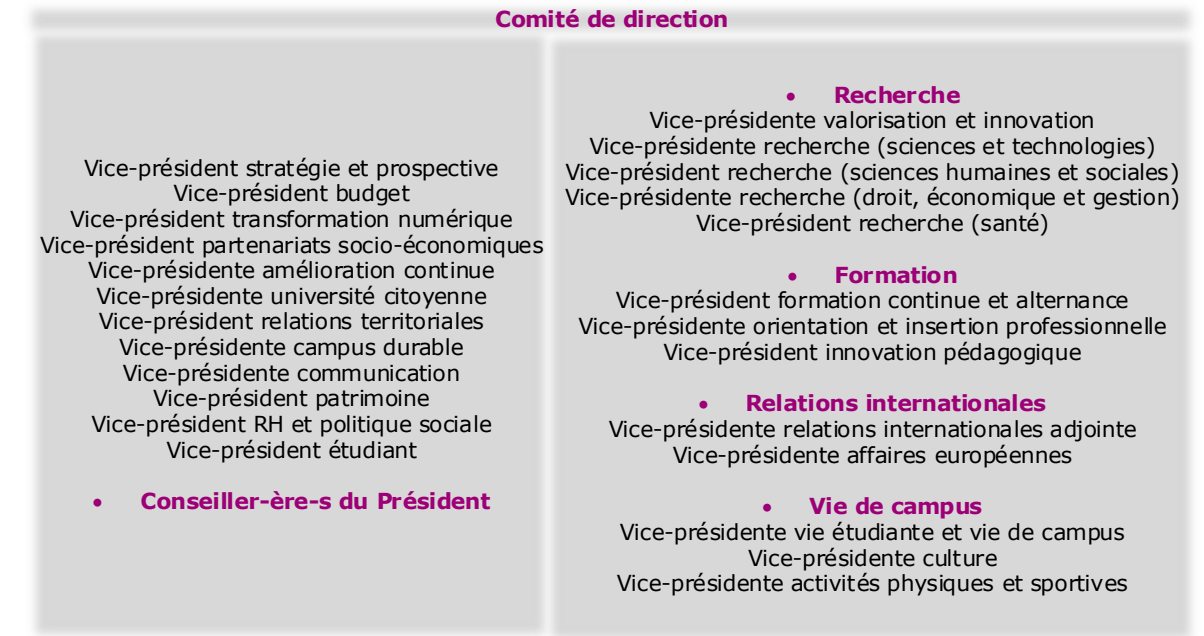 Comité de direction
Vice-président stratégie et prospective
Vice-président budget
Vice-président transformation numérique
Vice-président partenariats socio-économiques
Vice-présidente amélioration continue
Vice-présidente université citoyenne
Vice-président relations territoriales
Vice-présidente campus durable
Vice-présidente communication
Vice-président patrimoine
Vice-président RH et politique sociale
Vice-président étudiant
• Conseiller-ère-s du Président
• Recherche
Vice-présidente valorisation et innovation
Vice-présidente recherche (sciences et technologies)
Vice-président recherche (sciences humaines et sociales)
Vice-présidente recherche (droit, économique et gestion)
Vice-président recherche (santé)
• Formation
Vice-président formation continue et alternance
Vice-présidente orientation et insertion professionnelle
Vice-président innovation pédagogique
• Relations internationales
Vice-présidente relations internationales adjointe
Vice-présidente affaires européennes
• Vie de campus
Vice-présidente vie étudiante et vie de campus
Vice-présidente culture
Vice-présidente activités physiques et sportives